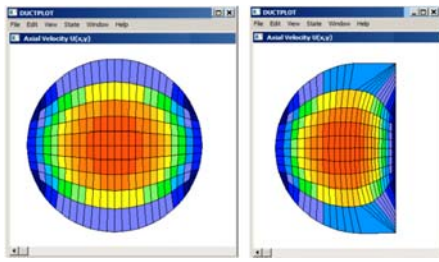 DUCTPLOT
File Edit View State Window Help
Axial Velocity U(x,y)
DUCTPLOT
File Edit View State Window Help
Axial Velocity U(x,y)